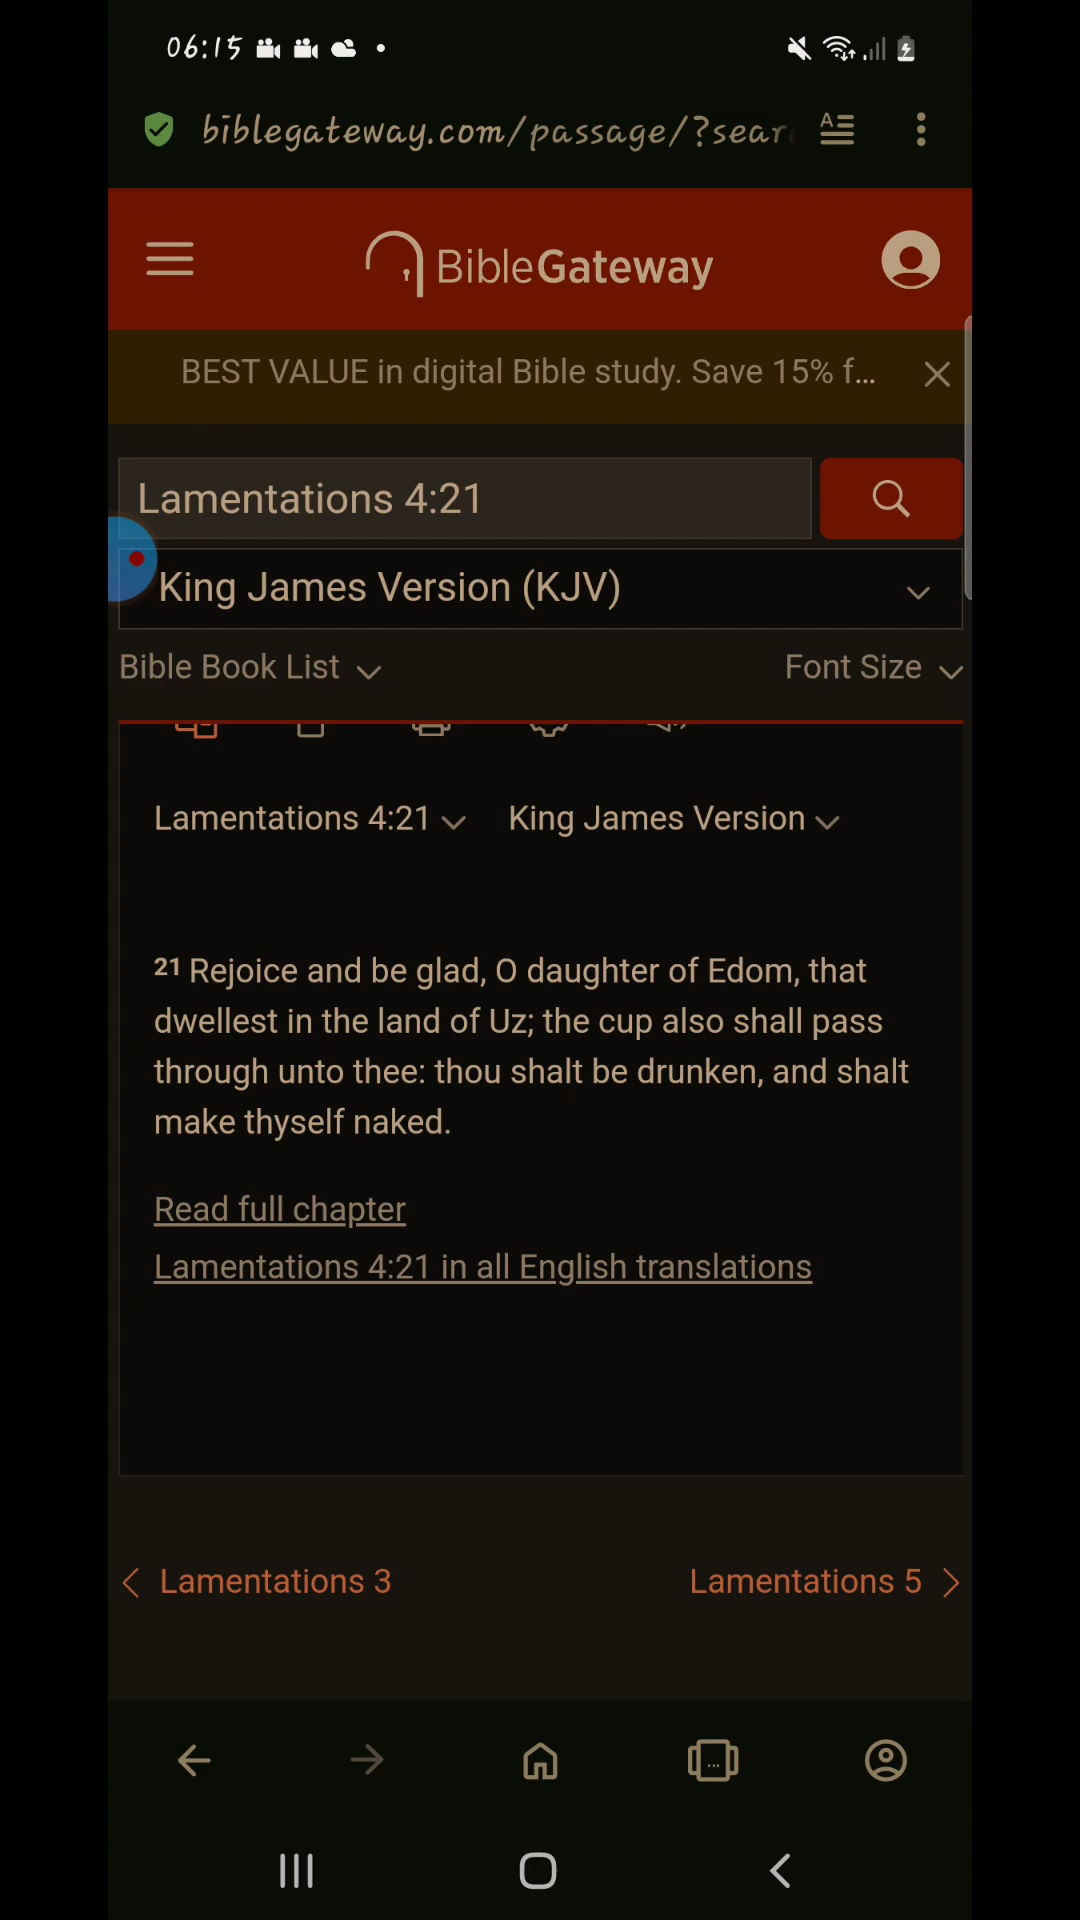 06:15
biblegateway.com/passage/?sear
BibleGateway
BEST VALUE in digital Bible study. Save 15% f...
Lamentations 4:21
King James Version (KJV)
Bible Book List
Font Size
Lamentations 4:21 King James Version
21 Rejoice and be glad, O daughter of Edom, that
dwellest in the land of Uz; the cup also shall pass
through unto thee: thou shalt be drunken, and shalt
make thyself naked.
Read full chapter
Lamentations 4:21 in all English translations
Lamentations 3
Lamentations 5